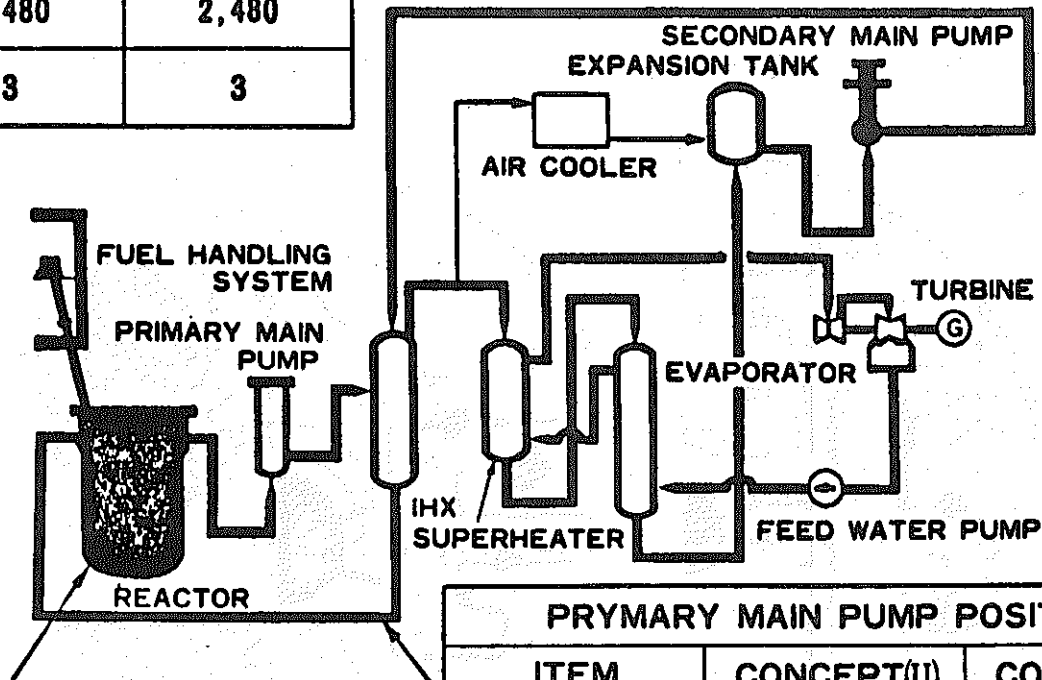 480 2,480
3 3
SECONDARY MAIN PUMP
EXPANSION TANK
AIR COOLER
FUEL HANDLING
SYSTEM
PRIMARY MAIN
PUMP
TURBINE
G
EVAPORATOR
IHX
SUPERHEATER
FEED WATER PUMP
REACTOR
PRYMARY MAIN PUMP POSIT
ITEM CONCEPT(II) CO